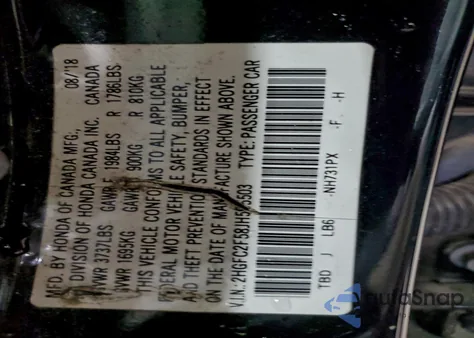 MFD. BY HONDA OF CANADA MFG., 08/18
A DIVISION OF HONDA CANADA INC. CANADA
GVWR 3737LBS GAWR F 1984LBS R 1786LBS
GVWR 1695KG GAWR F 900KG R 810KG
THIS VEHICLE CONFORMS TO ALL APPLICABLE
FEDERAL MOTOR VEHICLE SAFETY, BUMPER,
AND THEFT PREVENTION STANDARDS IN EFFECT
ON THE DATE OF MANUFACTURE SHOWN ABOVE.
V.I.N.: TYPE: PASSENGER CAR
TBD J LB6 -NH731PX -F -H
AutoSnap